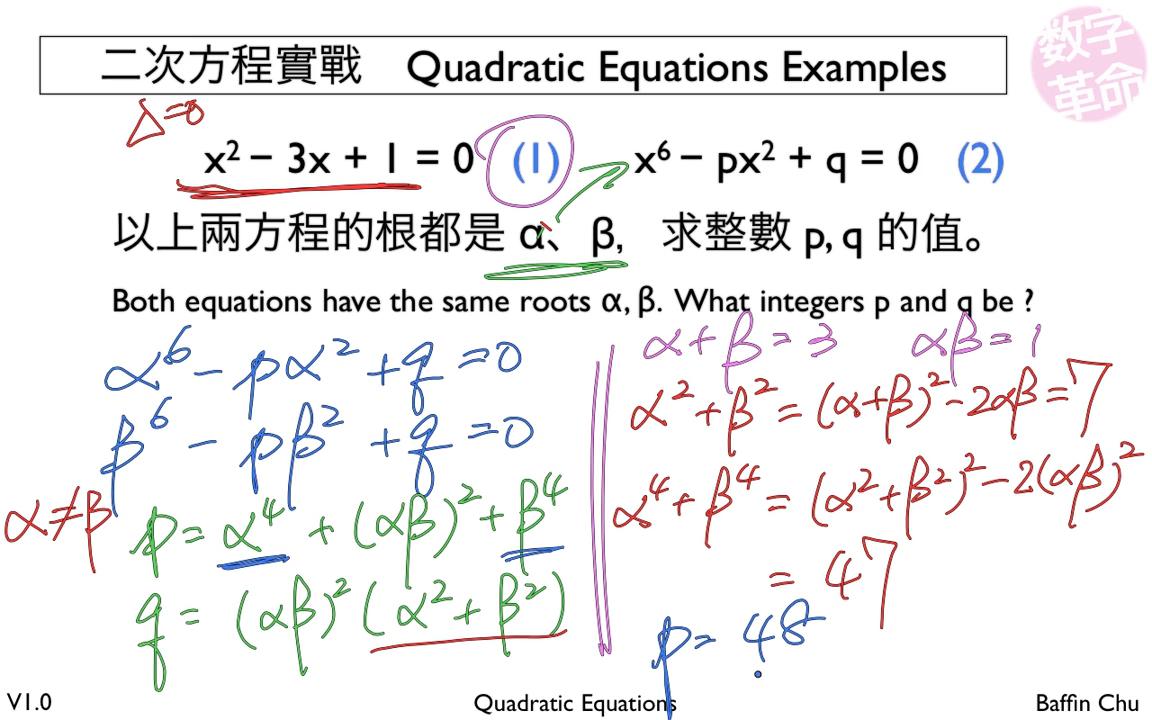 二次方程實戰 Quadratic Equations Examples
数字
革命
Δ=0
x² − 3x + 1 = 0 (1) x⁶ − px² + q = 0 (2)
以上兩方程的根都是 α、β, 求整數 p, q 的值。
Both equations have the same roots α, β. What integers p and q be ?
α⁶ − pα² + q = 0
β⁶ − pβ² + q = 0
α ≠ β
p = α⁴ + (αβ)² + β⁴
q = (αβ)² (α² + β²)
α + β = 3 αβ = 1
α² + β² = (α+β)² − 2αβ = 7
α⁴ + β⁴ = (α² + β²)² − 2(αβ)²
= 47
p = 48
V1.0 Quadratic Equations Baffin Chu